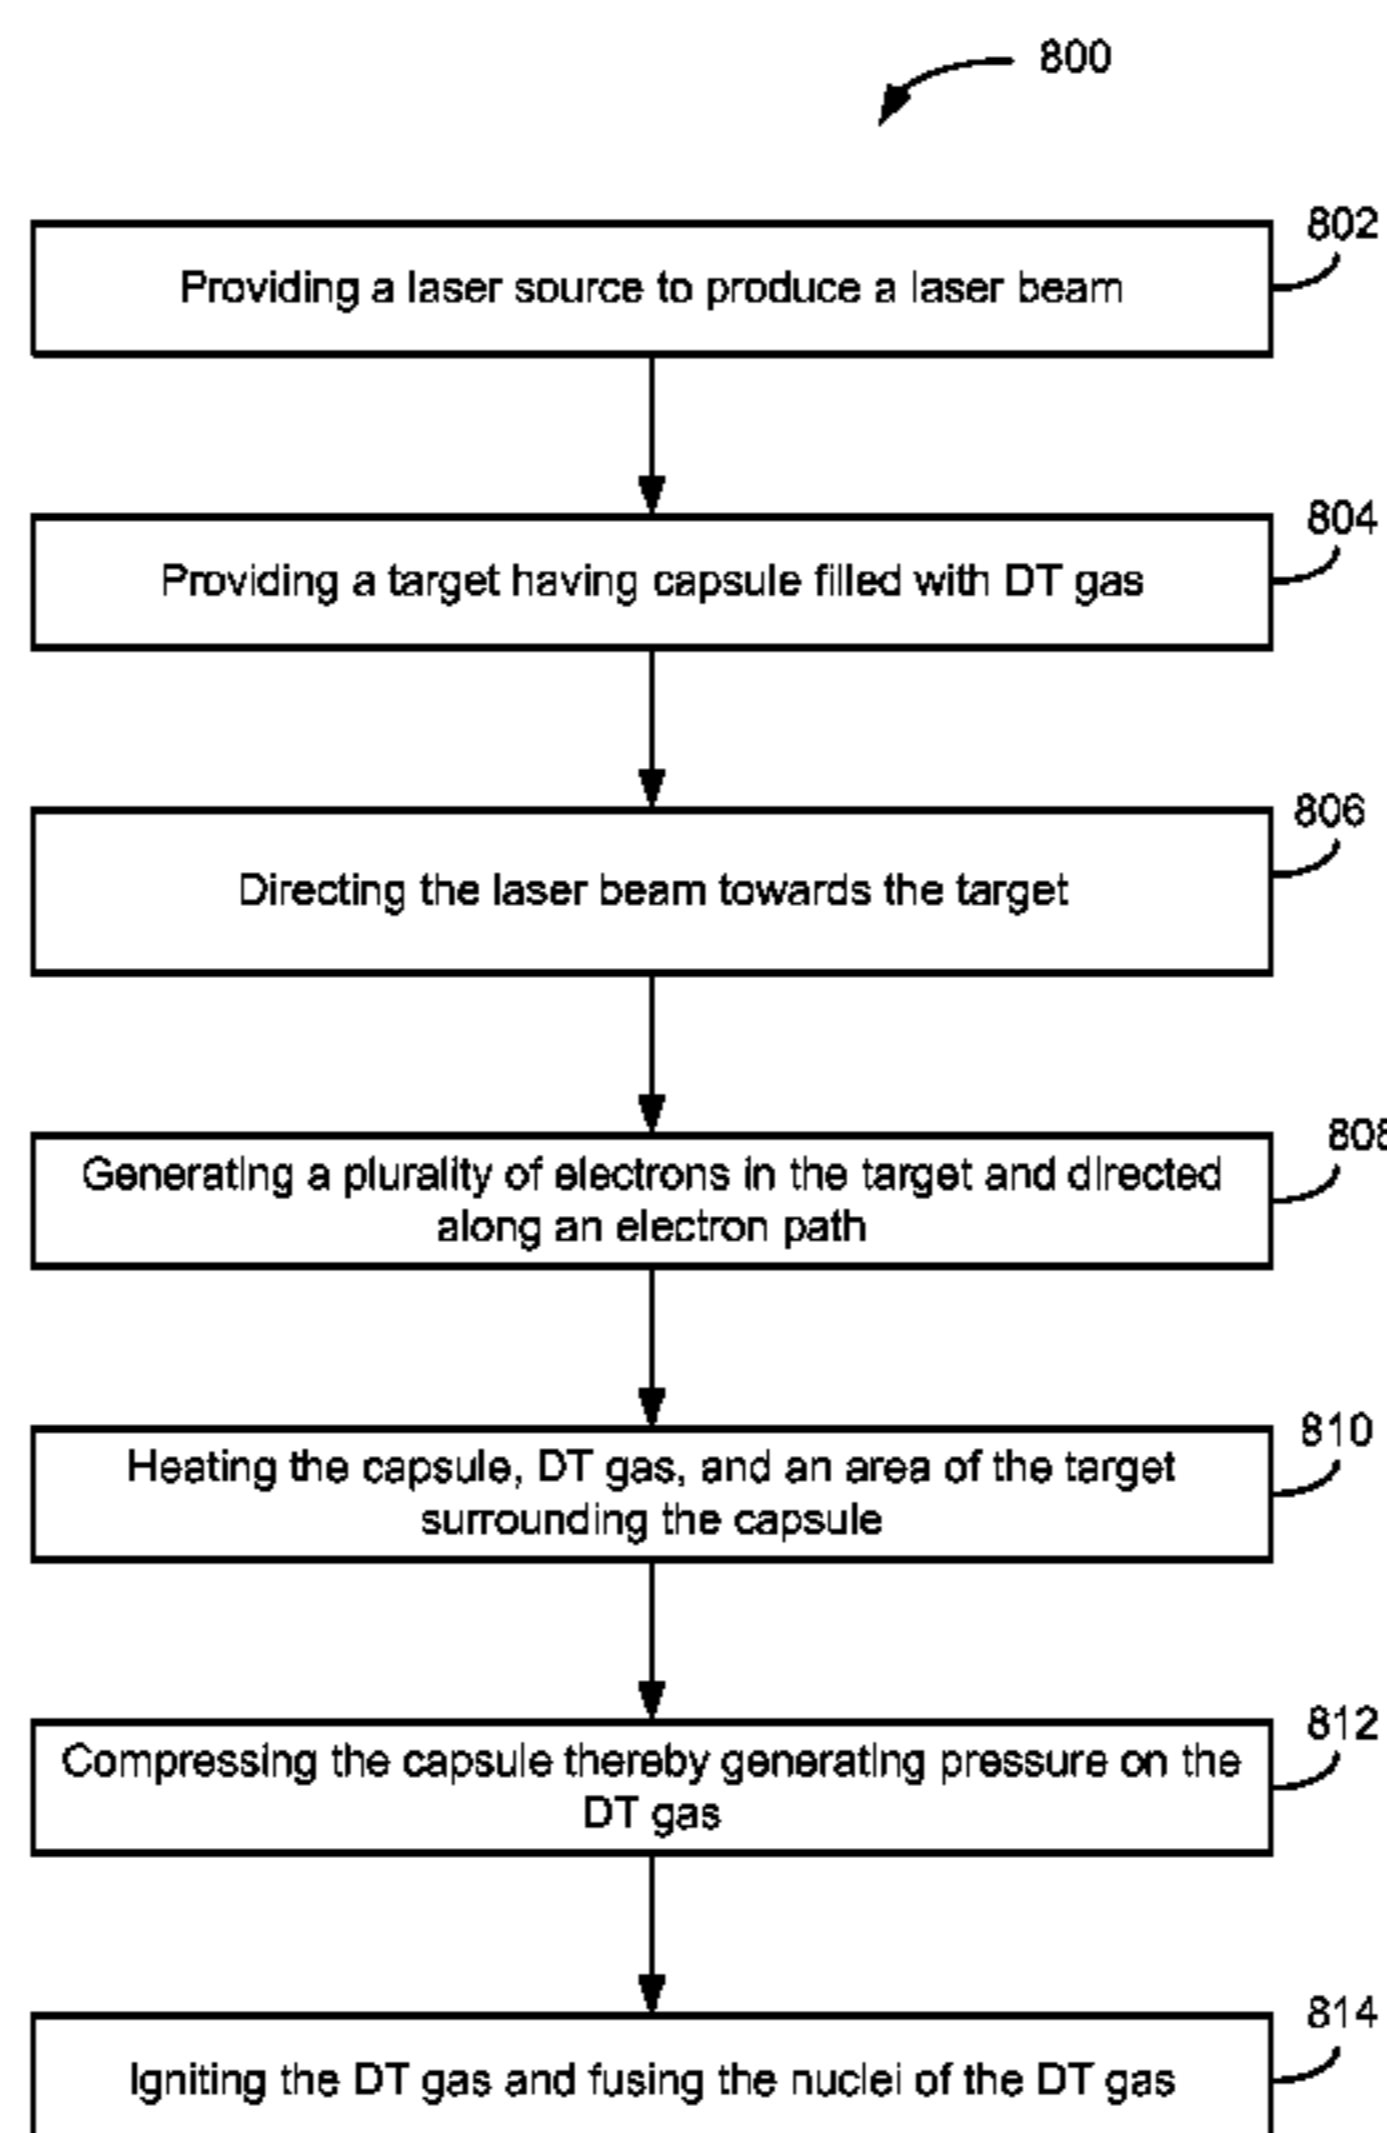 800
802
Providing a laser source to produce a laser beam
804
Providing a target having capsule filled with DT gas
806
Directing the laser beam towards the target
808
Generating a plurality of electrons in the target and directed
along an electron path
810
Heating the capsule, DT gas, and an area of the target
surrounding the capsule
812
Compressing the capsule thereby generating pressure on the
DT gas
814
Igniting the DT gas and fusing the nuclei of the DT gas